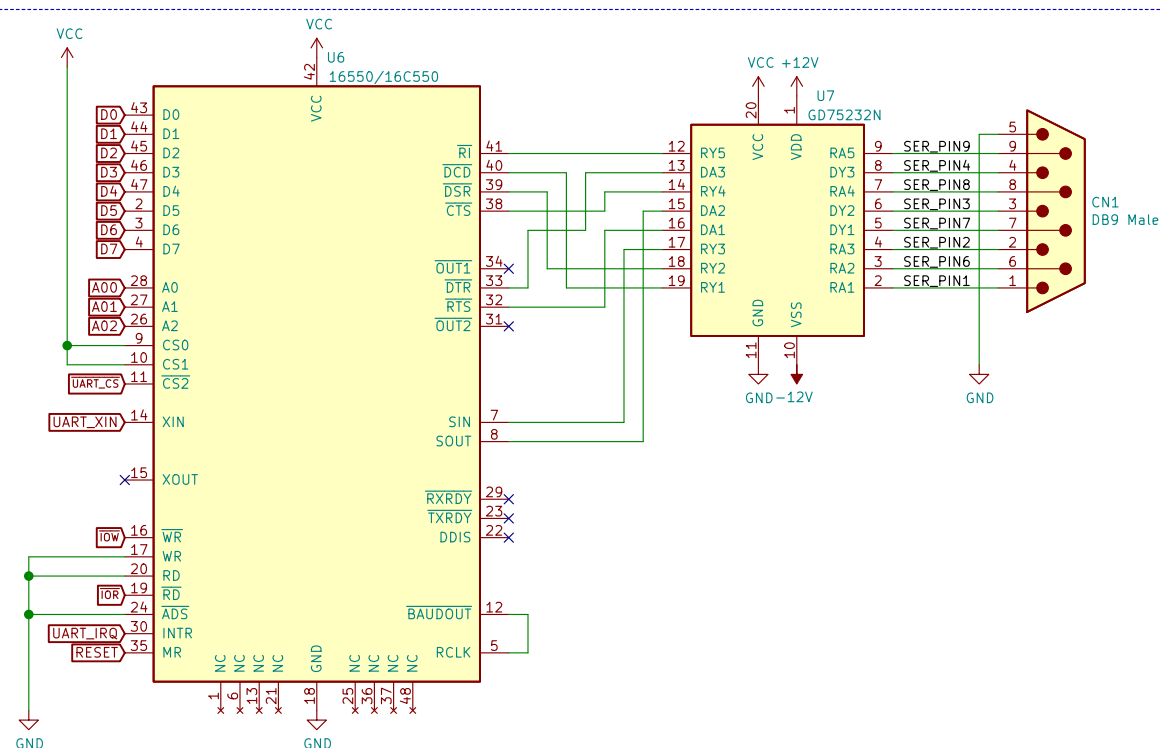 VCC
VCC
U6
16550/16C550
42
VCC
D0 43 D0
D1 44 D1
D2 45 D2
D3 46 D3
D4 47 D4
D5 2 D5
D6 3 D6
D7 4 D7
A00 28 A0
A01 27 A1
A02 26 A2
9 CS0
10 CS1
UART_CS 11 CS2
UART_XIN 14 XIN
15 XOUT
IOW 16 WR
17 WR
20 RD
IOR 19 RD
24 ADS
UART_IRQ 30 INTR
RESET 35 MR
RI 41
DCD 40
DSR 39
CTS 38
OUT1 34
DTR 33
RTS 32
OUT2 31
SIN 7
SOUT 8
RXRDY 29
TXRDY 23
DDIS 22
BAUDOUT 12
RCLK 5
NC NC NC NC GND NC NC NC NC
1 6 13 21 18 25 36 37 48
GND
GND
VCC +12V
U7
GD75232N
20 1
VCC VDD
12 RY5
13 DA3
14 RY4
15 DA2
16 DA1
17 RY3
18 RY2
19 RY1
RA5 9 SER_PIN9
DY3 8 SER_PIN4
RA4 7 SER_PIN8
DY2 6 SER_PIN3
DY1 5 SER_PIN7
RA3 4 SER_PIN2
RA2 3 SER_PIN6
RA1 2 SER_PIN1
GND VSS
11 10
GND -12V
5
9
4
8
3
7
2
6
1
CN1
DB9 Male
GND